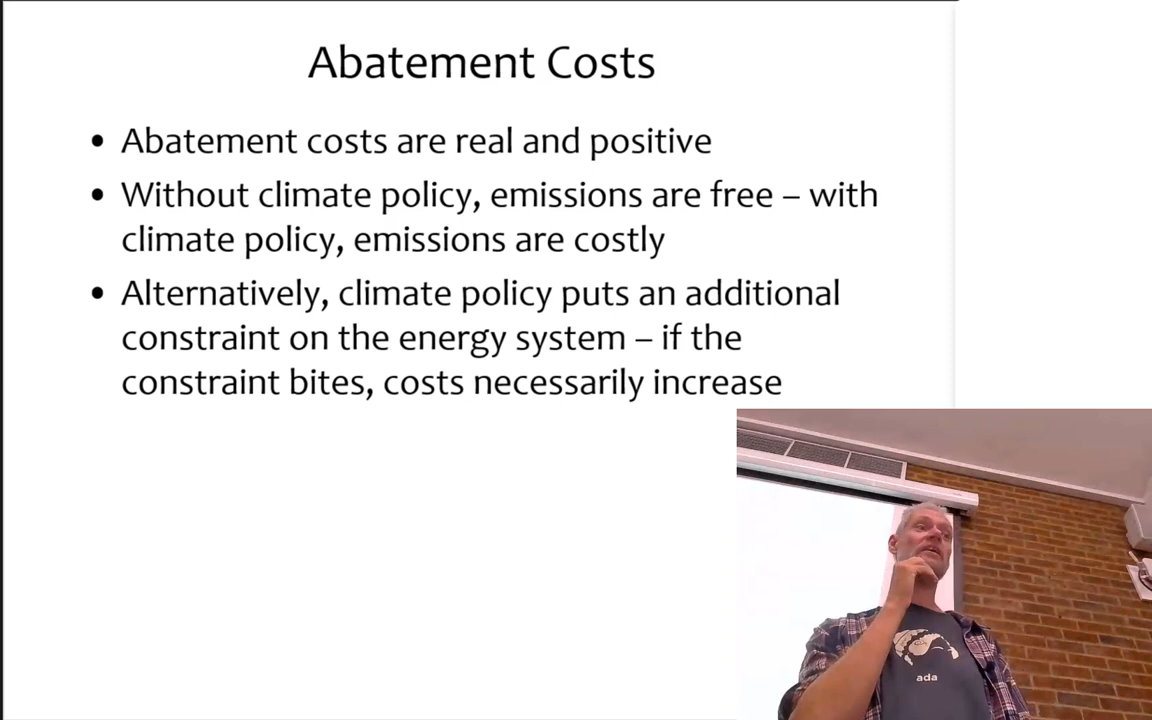 Abatement Costs
• Abatement costs are real and positive
• Without climate policy, emissions are free – with
climate policy, emissions are costly
• Alternatively, climate policy puts an additional
constraint on the energy system – if the
constraint bites, costs necessarily increase
ada